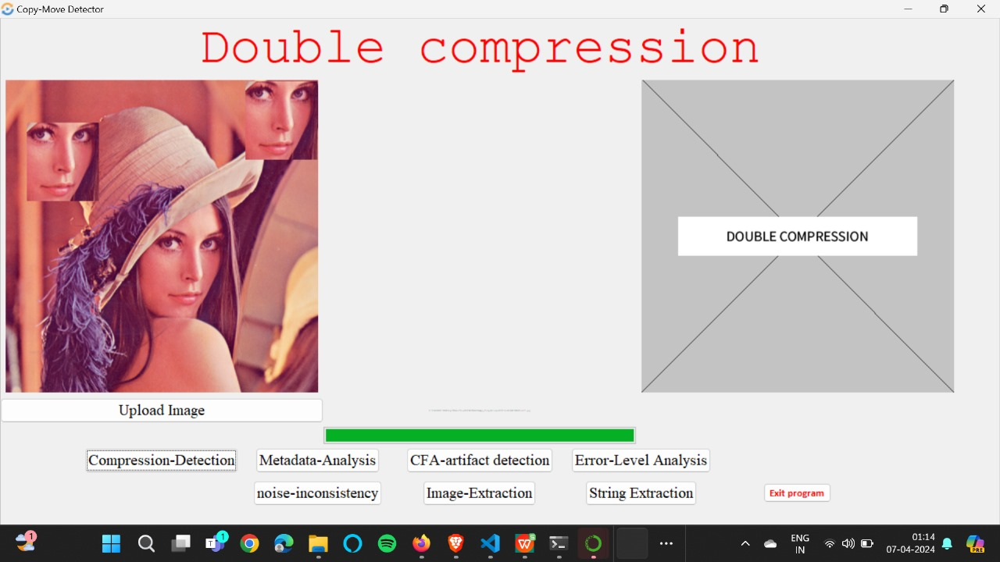 Copy-Move Detector
Double compression
DOUBLE COMPRESSION
Upload Image
Compression-Detection
Metadata-Analysis
CFA-artifact detection
Error-Level Analysis
noise-inconsistency
Image-Extraction
String Extraction
Exit program
1
T
1
W
S
ENG
IN
01:14
07-04-2024
PRE